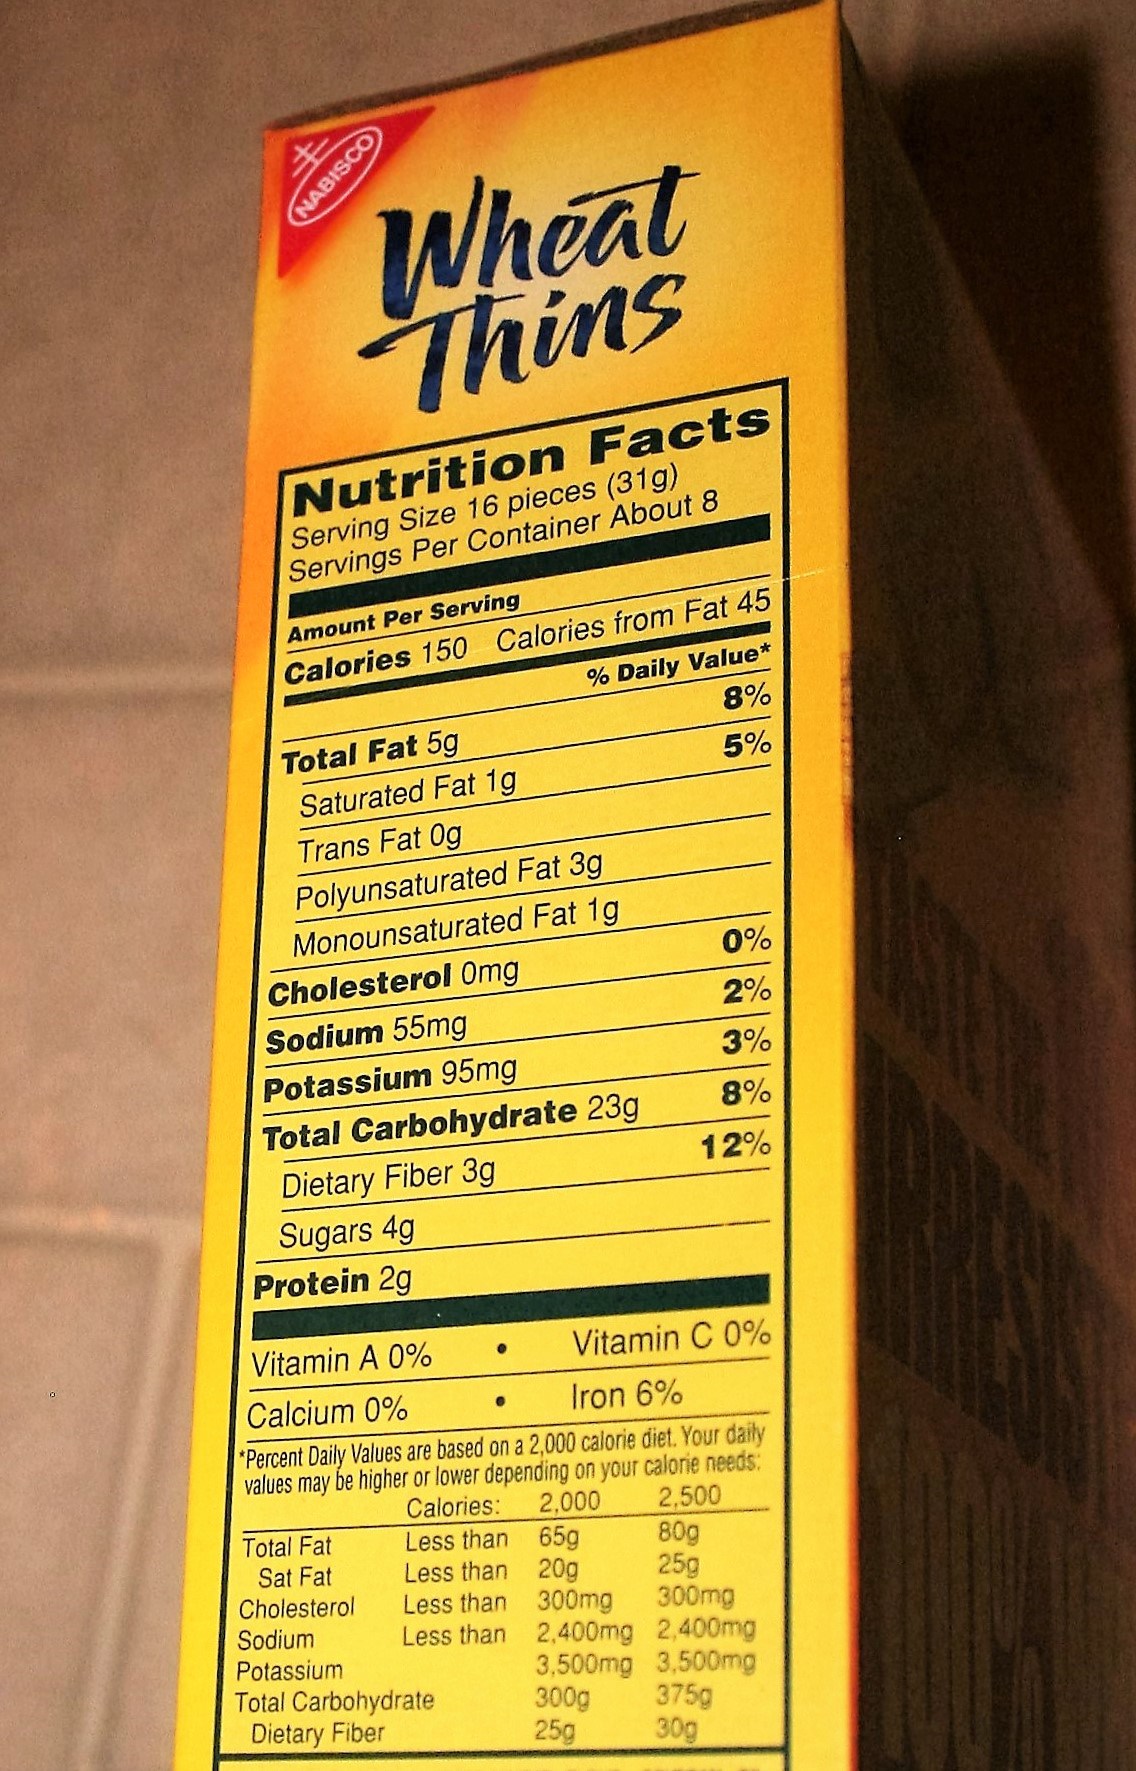 NABISCO
Wheat
Thins
Nutrition Facts
Serving Size 16 pieces (31g)
Servings Per Container About 8
Amount Per Serving
Calories 150 Calories from Fat 45
% Daily Value*
Total Fat 5g 8%
Saturated Fat 1g 5%
Trans Fat 0g
Polyunsaturated Fat 3g
Monounsaturated Fat 1g
Cholesterol 0mg 0%
Sodium 55mg 2%
Potassium 95mg 3%
Total Carbohydrate 23g 8%
Dietary Fiber 3g 12%
Sugars 4g
Protein 2g
Vitamin A 0% • Vitamin C 0%
Calcium 0% • Iron 6%
*Percent Daily Values are based on a 2,000 calorie diet. Your daily
values may be higher or lower depending on your calorie needs:
Calories: 2,000 2,500
Total Fat Less than 65g 80g
Sat Fat Less than 20g 25g
Cholesterol Less than 300mg 300mg
Sodium Less than 2,400mg 2,400mg
Potassium 3,500mg 3,500mg
Total Carbohydrate 300g 375g
Dietary Fiber 25g 30g